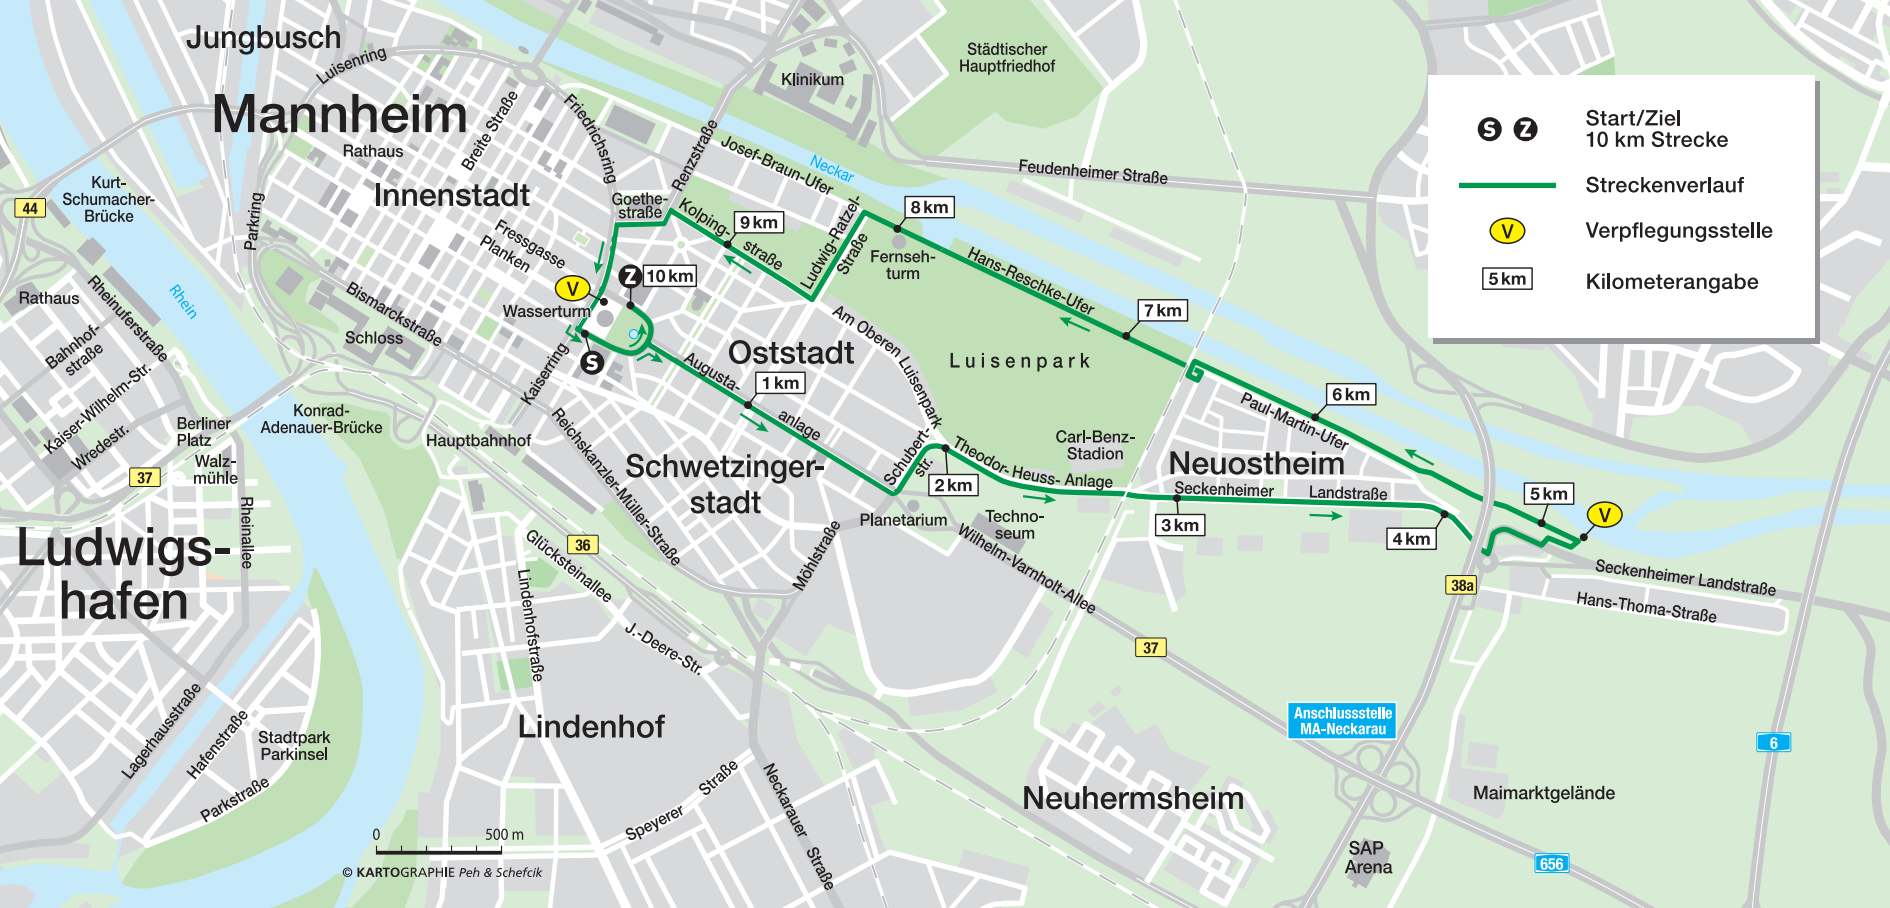 Jungbusch
Luisenring
Mannheim
Rathaus
Breite Straße
Friedrichsring
Innenstadt
Kurt-
Schumacher-
Brücke
44
Parkring
Fressgasse
Planken
Goethe-
straße
Renzstraße
Klinikum
Städtischer
Hauptfriedhof
Josef-Braun-Ufer
Neckar
Feudenheimer Straße
Kolping-
straße
9 km
Ludwig-Ratzel-
Straße
8 km
Fernseh-
turm
Hans-Reschke-Ufer
7 km
Start/Ziel
10 km Strecke
S Z
Streckenverlauf
V
Verpflegungsstelle
5 km
Kilometerangabe
Z
10 km
V
Wasserturm
S
Rhein
Rathaus
Rheinuferstraße
Bahnhof-
straße
Kaiser-Wilhelm-Str.
Wredestr.
Bismarckstraße
Schloss
Kaiserring
Oststadt
Augusta-
anlage
1 km
Am Oberen Luisenpark
Luisenpark
6 km
Paul-Martin-Ufer
Konrad-
Adenauer-Brücke
Berliner
Platz
Walz-
mühle
37
Hauptbahnhof
Reichskanzler-Müller-Straße
Schwetzinger-
stadt
Schubert-
str.
2 km
Theodor-Heuss-Anlage
Carl-Benz-
Stadion
Neuostheim
Seckenheimer Landstraße
3 km
4 km
5 km
V
Planetarium
Techno-
seum
Wilhelm-Varnholt-Allee
Möhlstraße
Ludwigs-
hafen
Rheinallee
36
Glücksteinallee
Lindenhofstraße
J.-Deere-Str.
38a
Seckenheimer Landstraße
Hans-Thoma-Straße
37
Lindenhof
Lagerhausstraße
Hafenstraße
Stadtpark
Parkinsel
Parkstraße
Speyerer Straße
Neckarauer Straße
Neuhermsheim
Anschlussstelle
MA-Neckarau
6
Maimarktgelände
SAP
Arena
656
0 500 m
© KARTOGRAPHIE Peh & Schefcik